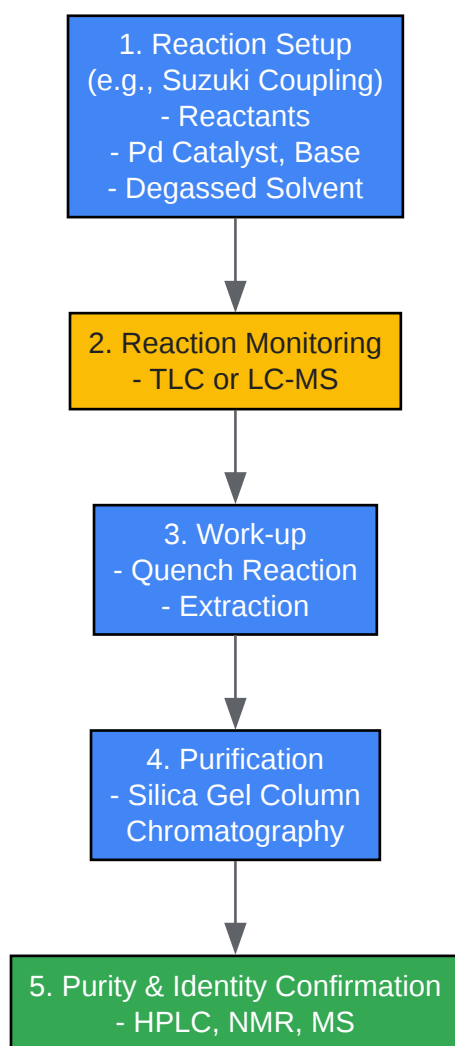 1. Reaction Setup
(e.g., Suzuki Coupling)
- Reactants
- Pd Catalyst, Base
- Degassed Solvent
2. Reaction Monitoring
- TLC or LC-MS
3. Work-up
- Quench Reaction
- Extraction
4. Purification
- Silica Gel Column
Chromatography
5. Purity & Identity Confirmation
- HPLC, NMR, MS